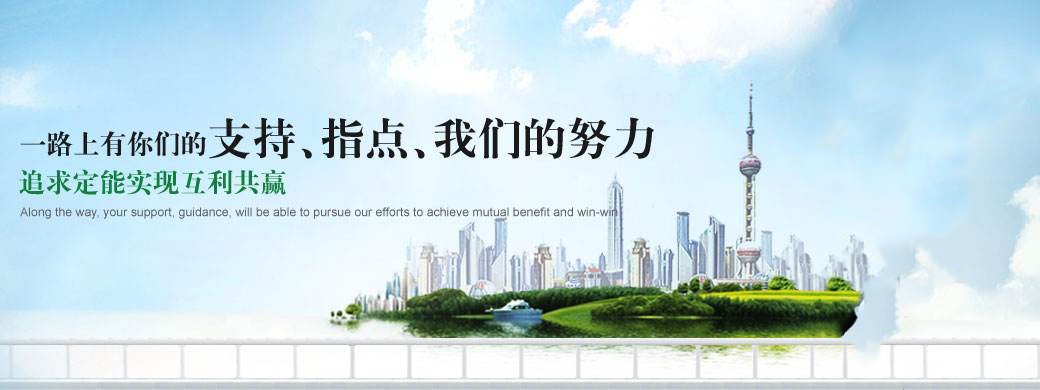 一路上有你们的支持、指点、我们的努力
追求定能实现互利共赢
Along the way, your support, guidance, will be able to pursue our efforts to achieve mutual benefit and win-win